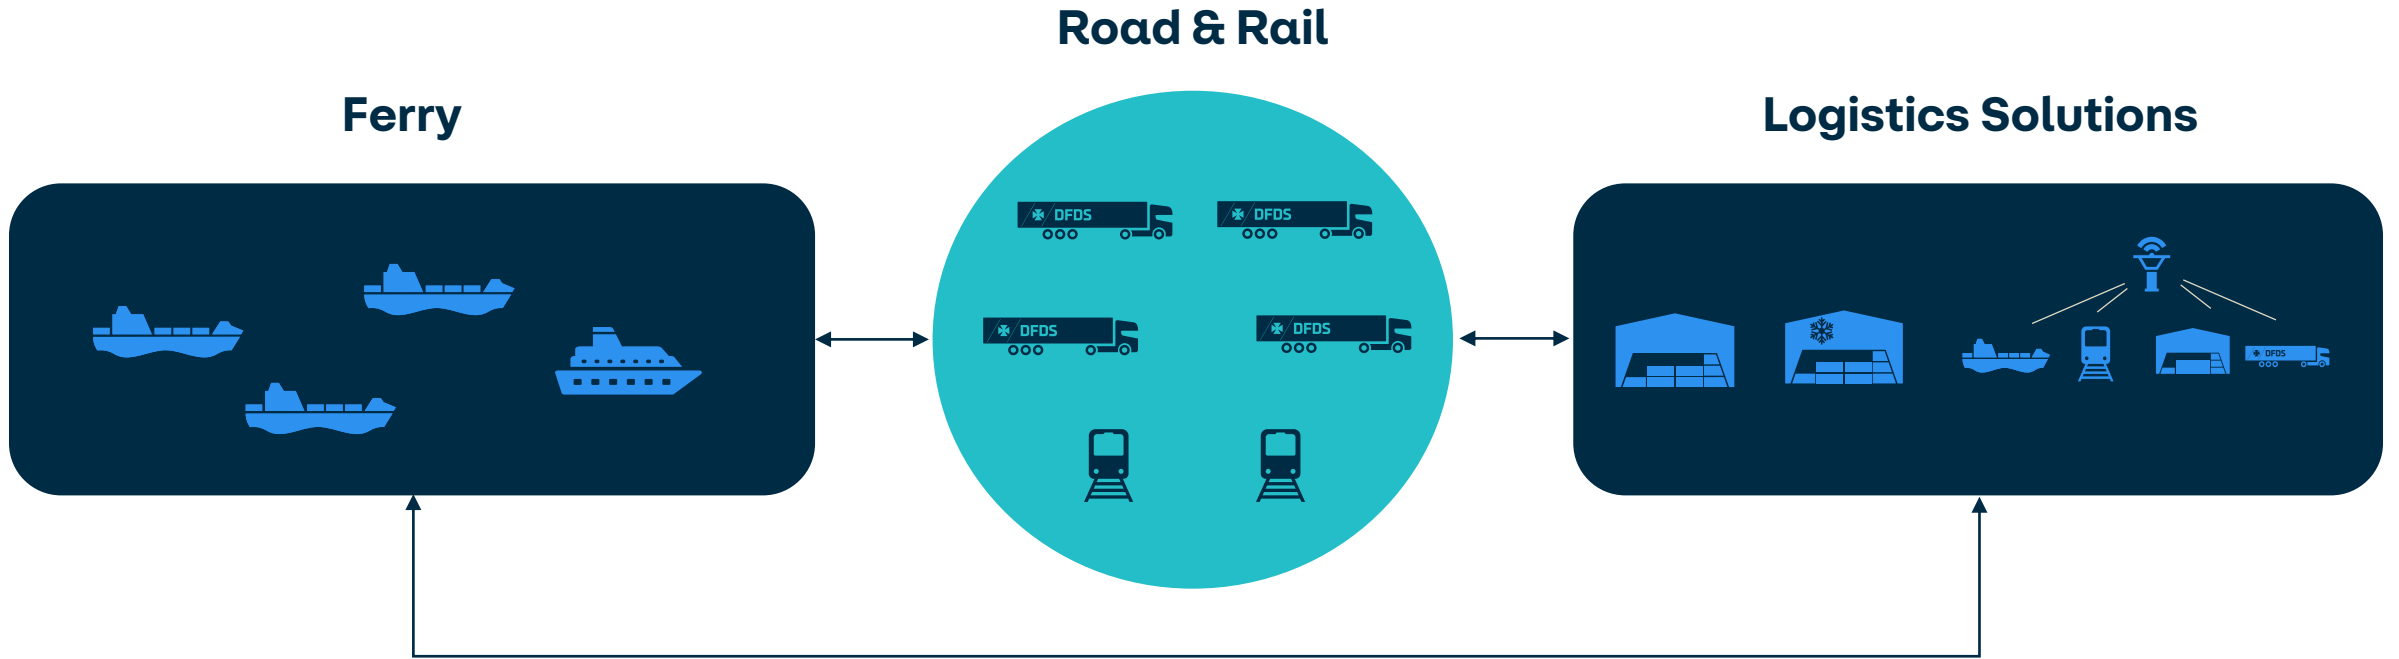 Road & Rail
Ferry
Logistics Solutions
DFDS
DFDS
DFDS
DFDS
DFDS